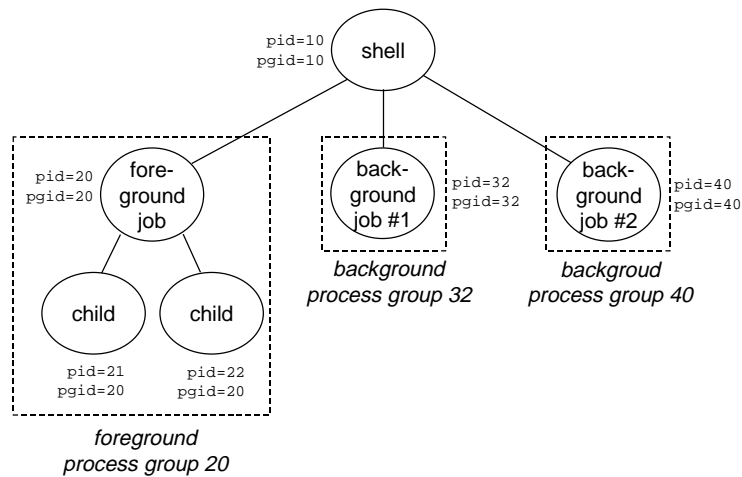 pid=10
pgid=10
shell
pid=20
pgid=20
fore-
ground
job
back-
ground
job #1
pid=32
pgid=32
back-
ground
job #2
pid=40
pgid=40
child
child
background
process group 32
backgroud
process group 40
pid=21
pgid=20
pid=22
pgid=20
foreground
process group 20